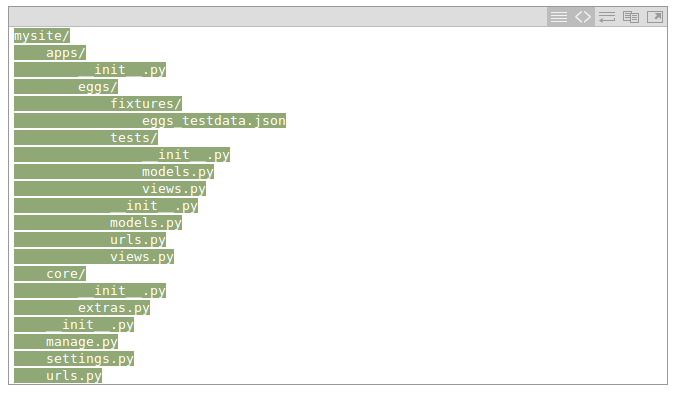 mysite/
    apps/
        __init__.py
        eggs/
            fixtures/
                eggs_testdata.json
            tests/
                __init__.py
                models.py
                views.py
            __init__.py
            models.py
            urls.py
            views.py
    core/
        __init__.py
        extras.py
    __init__.py
    manage.py
    settings.py
    urls.py